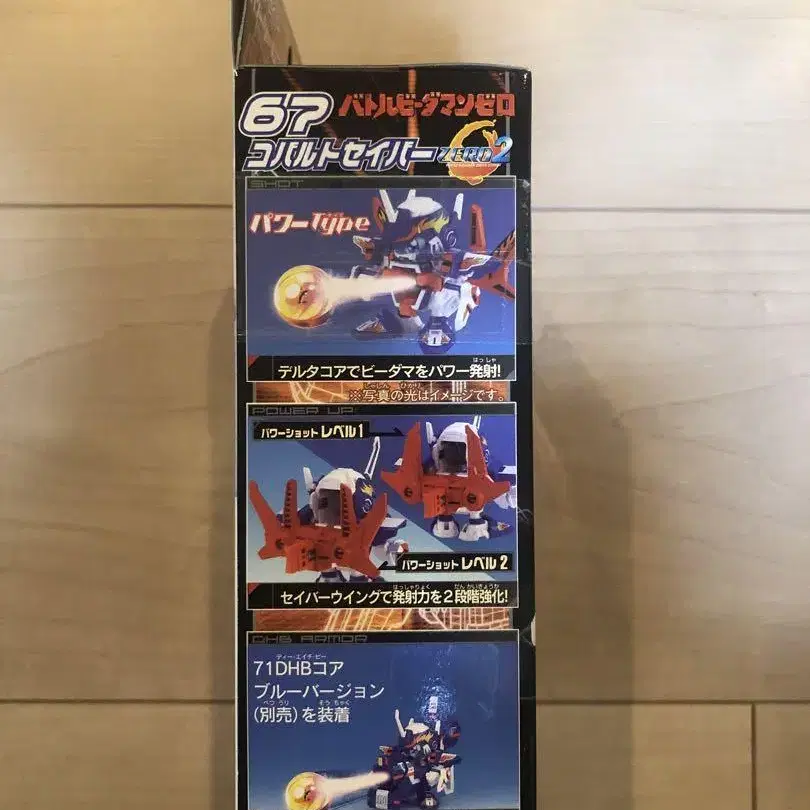 67 バトルビーダマンゼロ
コバルトセイバー ZERO2
SHOT
パワーType
デルタコアでビーダマをパワー発射!
※写真の光はイメージです。
POWER UP
パワーショット レベル1
パワーショット レベル2
セイバーウイングで発射力を2段階強化!
DHB ARMOR
71DHBコア
ブルーバージョン
(別売)を装着